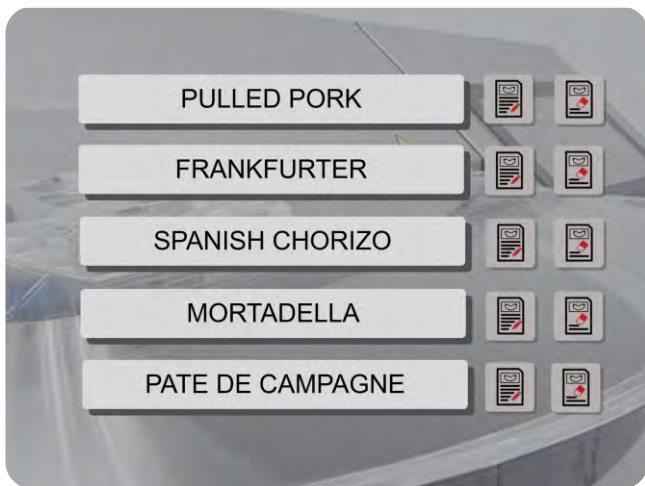 PULLED PORK
FRANKFURTER
SPANISH CHORIZO
MORTADELLA
PATE DE CAMPAGNE